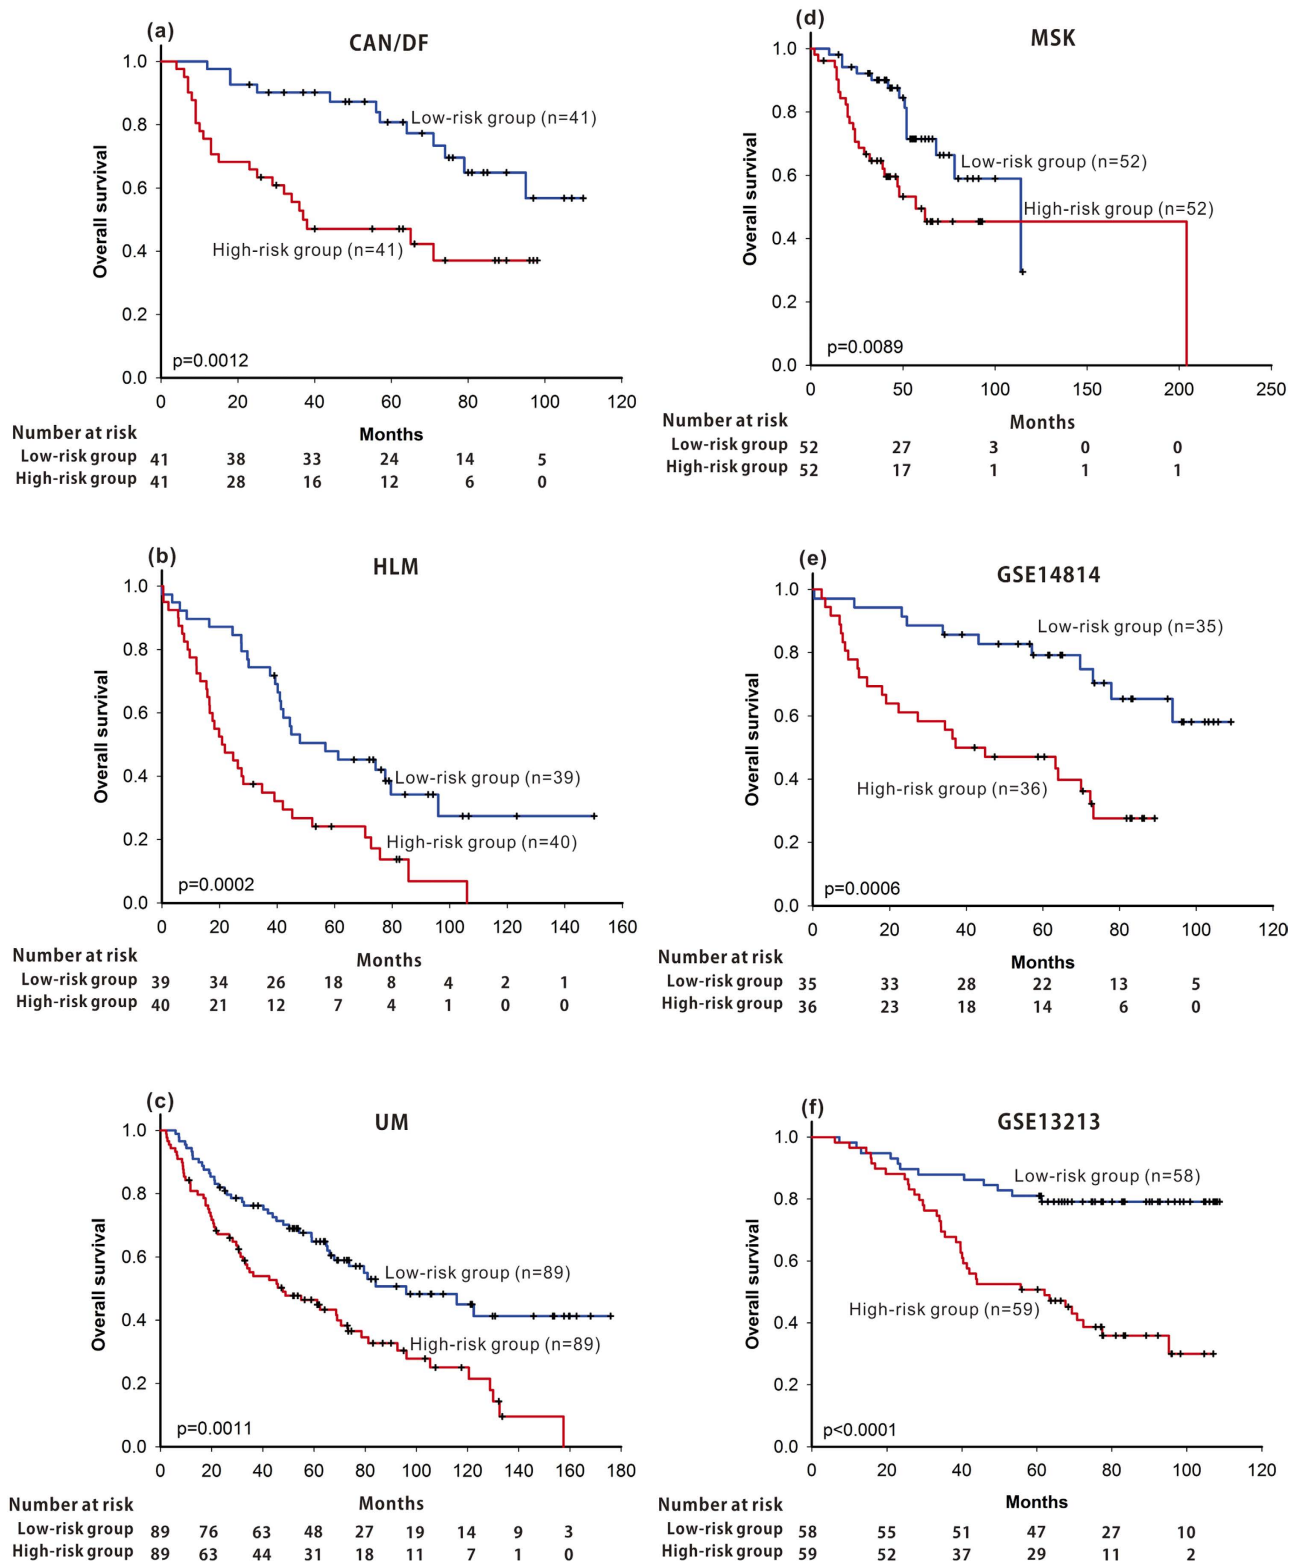 (a)
CAN/DF
1.0
0.8
0.6
0.4
0.2
0.0
Overall survival
Low-risk group (n=41)
High-risk group (n=41)
p=0.0012
0 20 40 60 80 100 120
Months
Number at risk
Low-risk group 41 38 33 24 14 5
High-risk group 41 28 16 12 6 0
(d)
MSK
1.0
0.8
0.6
0.4
0.2
0.0
Overall survival
Low-risk group (n=52)
High-risk group (n=52)
p=0.0089
0 50 100 150 200 250
Months
Number at risk
Low-risk group 52 27 3 0 0
High-risk group 52 17 1 1 1
(b)
HLM
1.0
0.8
0.6
0.4
0.2
0.0
Overall survival
Low-risk group (n=39)
High-risk group (n=40)
p=0.0002
0 20 40 60 80 100 120 140 160
Months
Number at risk
Low-risk group 39 34 26 18 8 4 2 1
High-risk group 40 21 12 7 4 1 0 0
(e)
GSE14814
1.0
0.8
0.6
0.4
0.2
0.0
Overall survival
Low-risk group (n=35)
High-risk group (n=36)
p=0.0006
0 20 40 60 80 100 120
Months
Number at risk
Low-risk group 35 33 28 22 13 5
High-risk group 36 23 18 14 6 0
(c)
UM
1.0
0.8
0.6
0.4
0.2
0.0
Overall survival
Low-risk group (n=89)
High-risk group (n=89)
p=0.0011
0 20 40 60 80 100 120 140 160 180
Months
Number at risk
Low-risk group 89 76 63 48 27 19 14 9 3
High-risk group 89 63 44 31 18 11 7 1 0
(f)
GSE13213
1.0
0.8
0.6
0.4
0.2
0.0
Overall survival
Low-risk group (n=58)
High-risk group (n=59)
p<0.0001
0 20 40 60 80 100 120
Months
Number at risk
Low-risk group 58 55 51 47 27 10
High-risk group 59 52 37 29 11 2